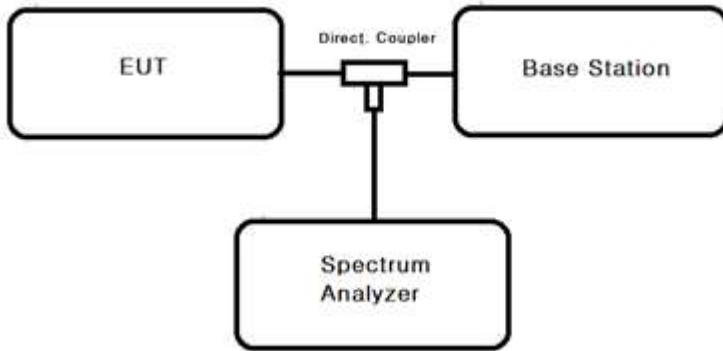 Direct. Coupler
EUT
Base Station
Spectrum
Analyzer